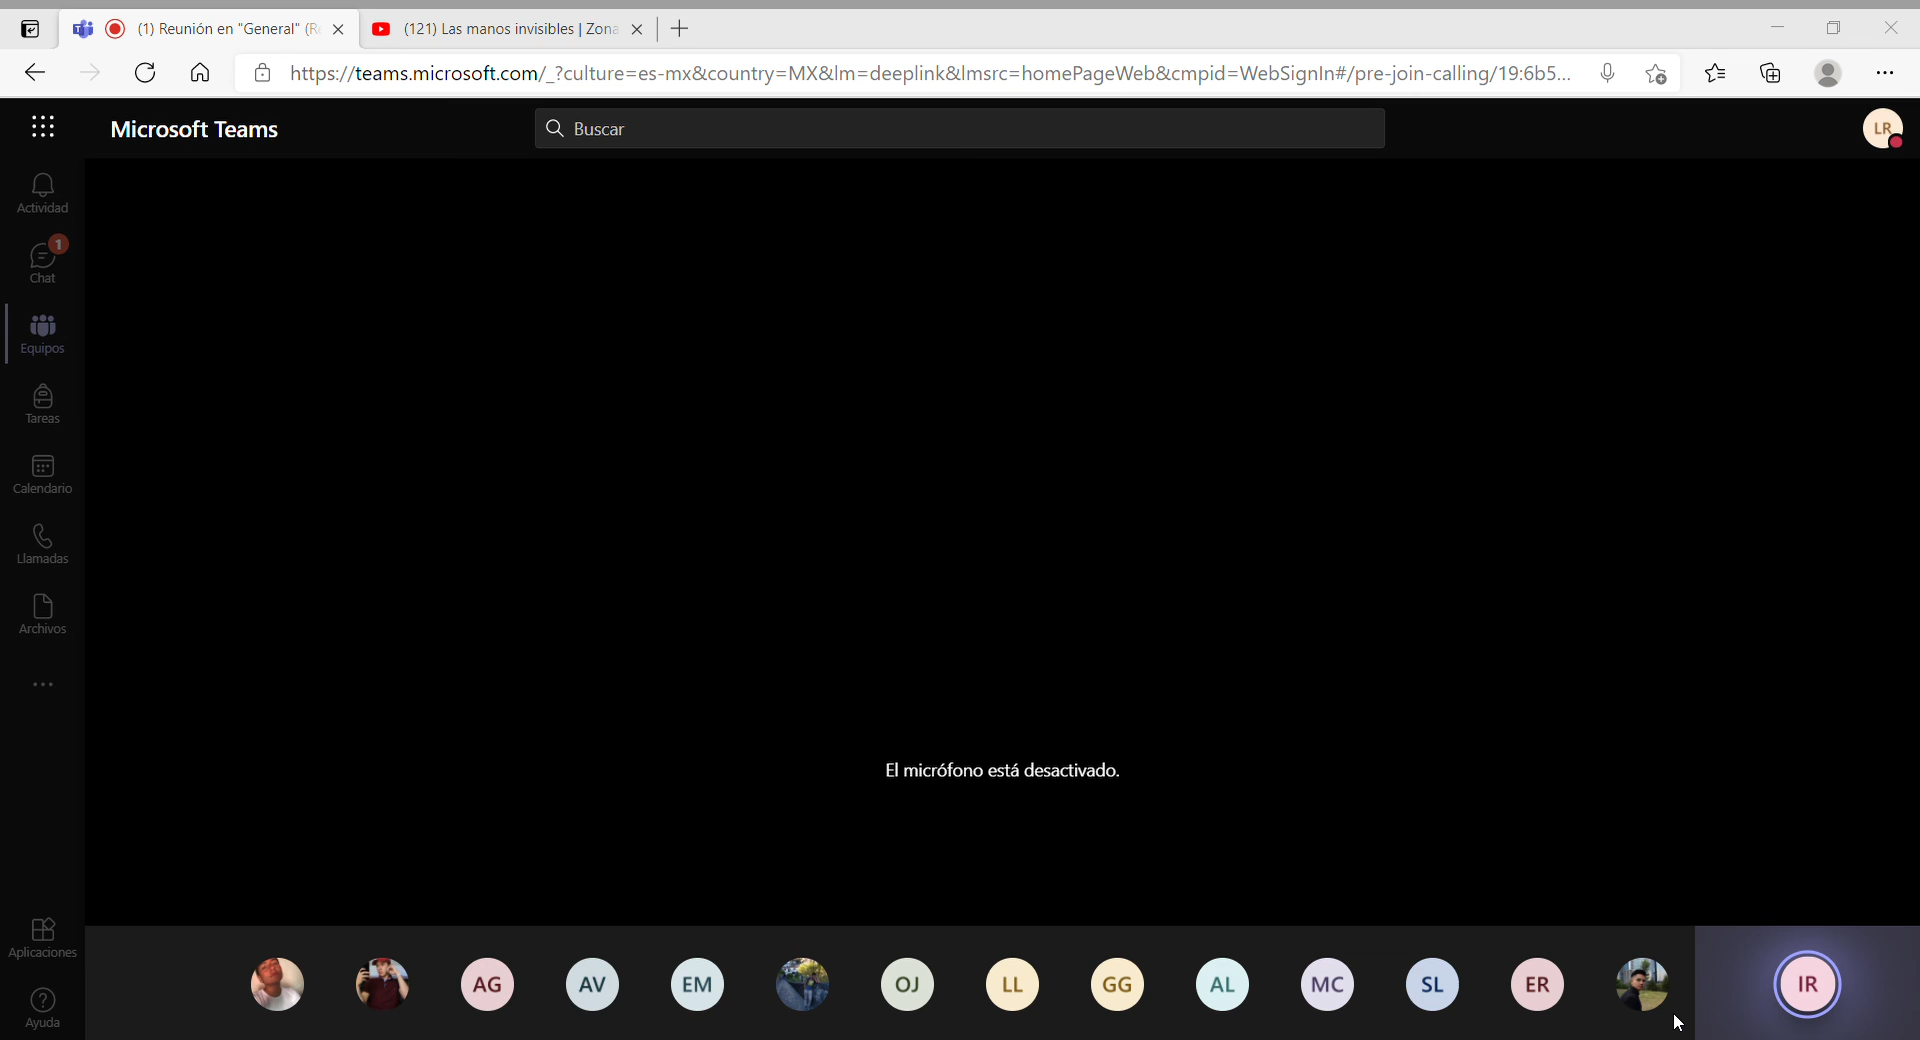 (1) Reunión en "General" (R
(121) Las manos invisibles | Zona
https://teams.microsoft.com/_?culture=es-mx&country=MX&lm=deeplink&lmsrc=homePageWeb&cmpid=WebSignIn#/pre-join-calling/19:6b5...
Microsoft Teams
Buscar
LR
Actividad
1
Chat
Equipos
Tareas
Calendario
Llamadas
Archivos
El micrófono está desactivado.
Aplicaciones
Ayuda
AG AV EM OJ LL GG AL MC SL ER IR